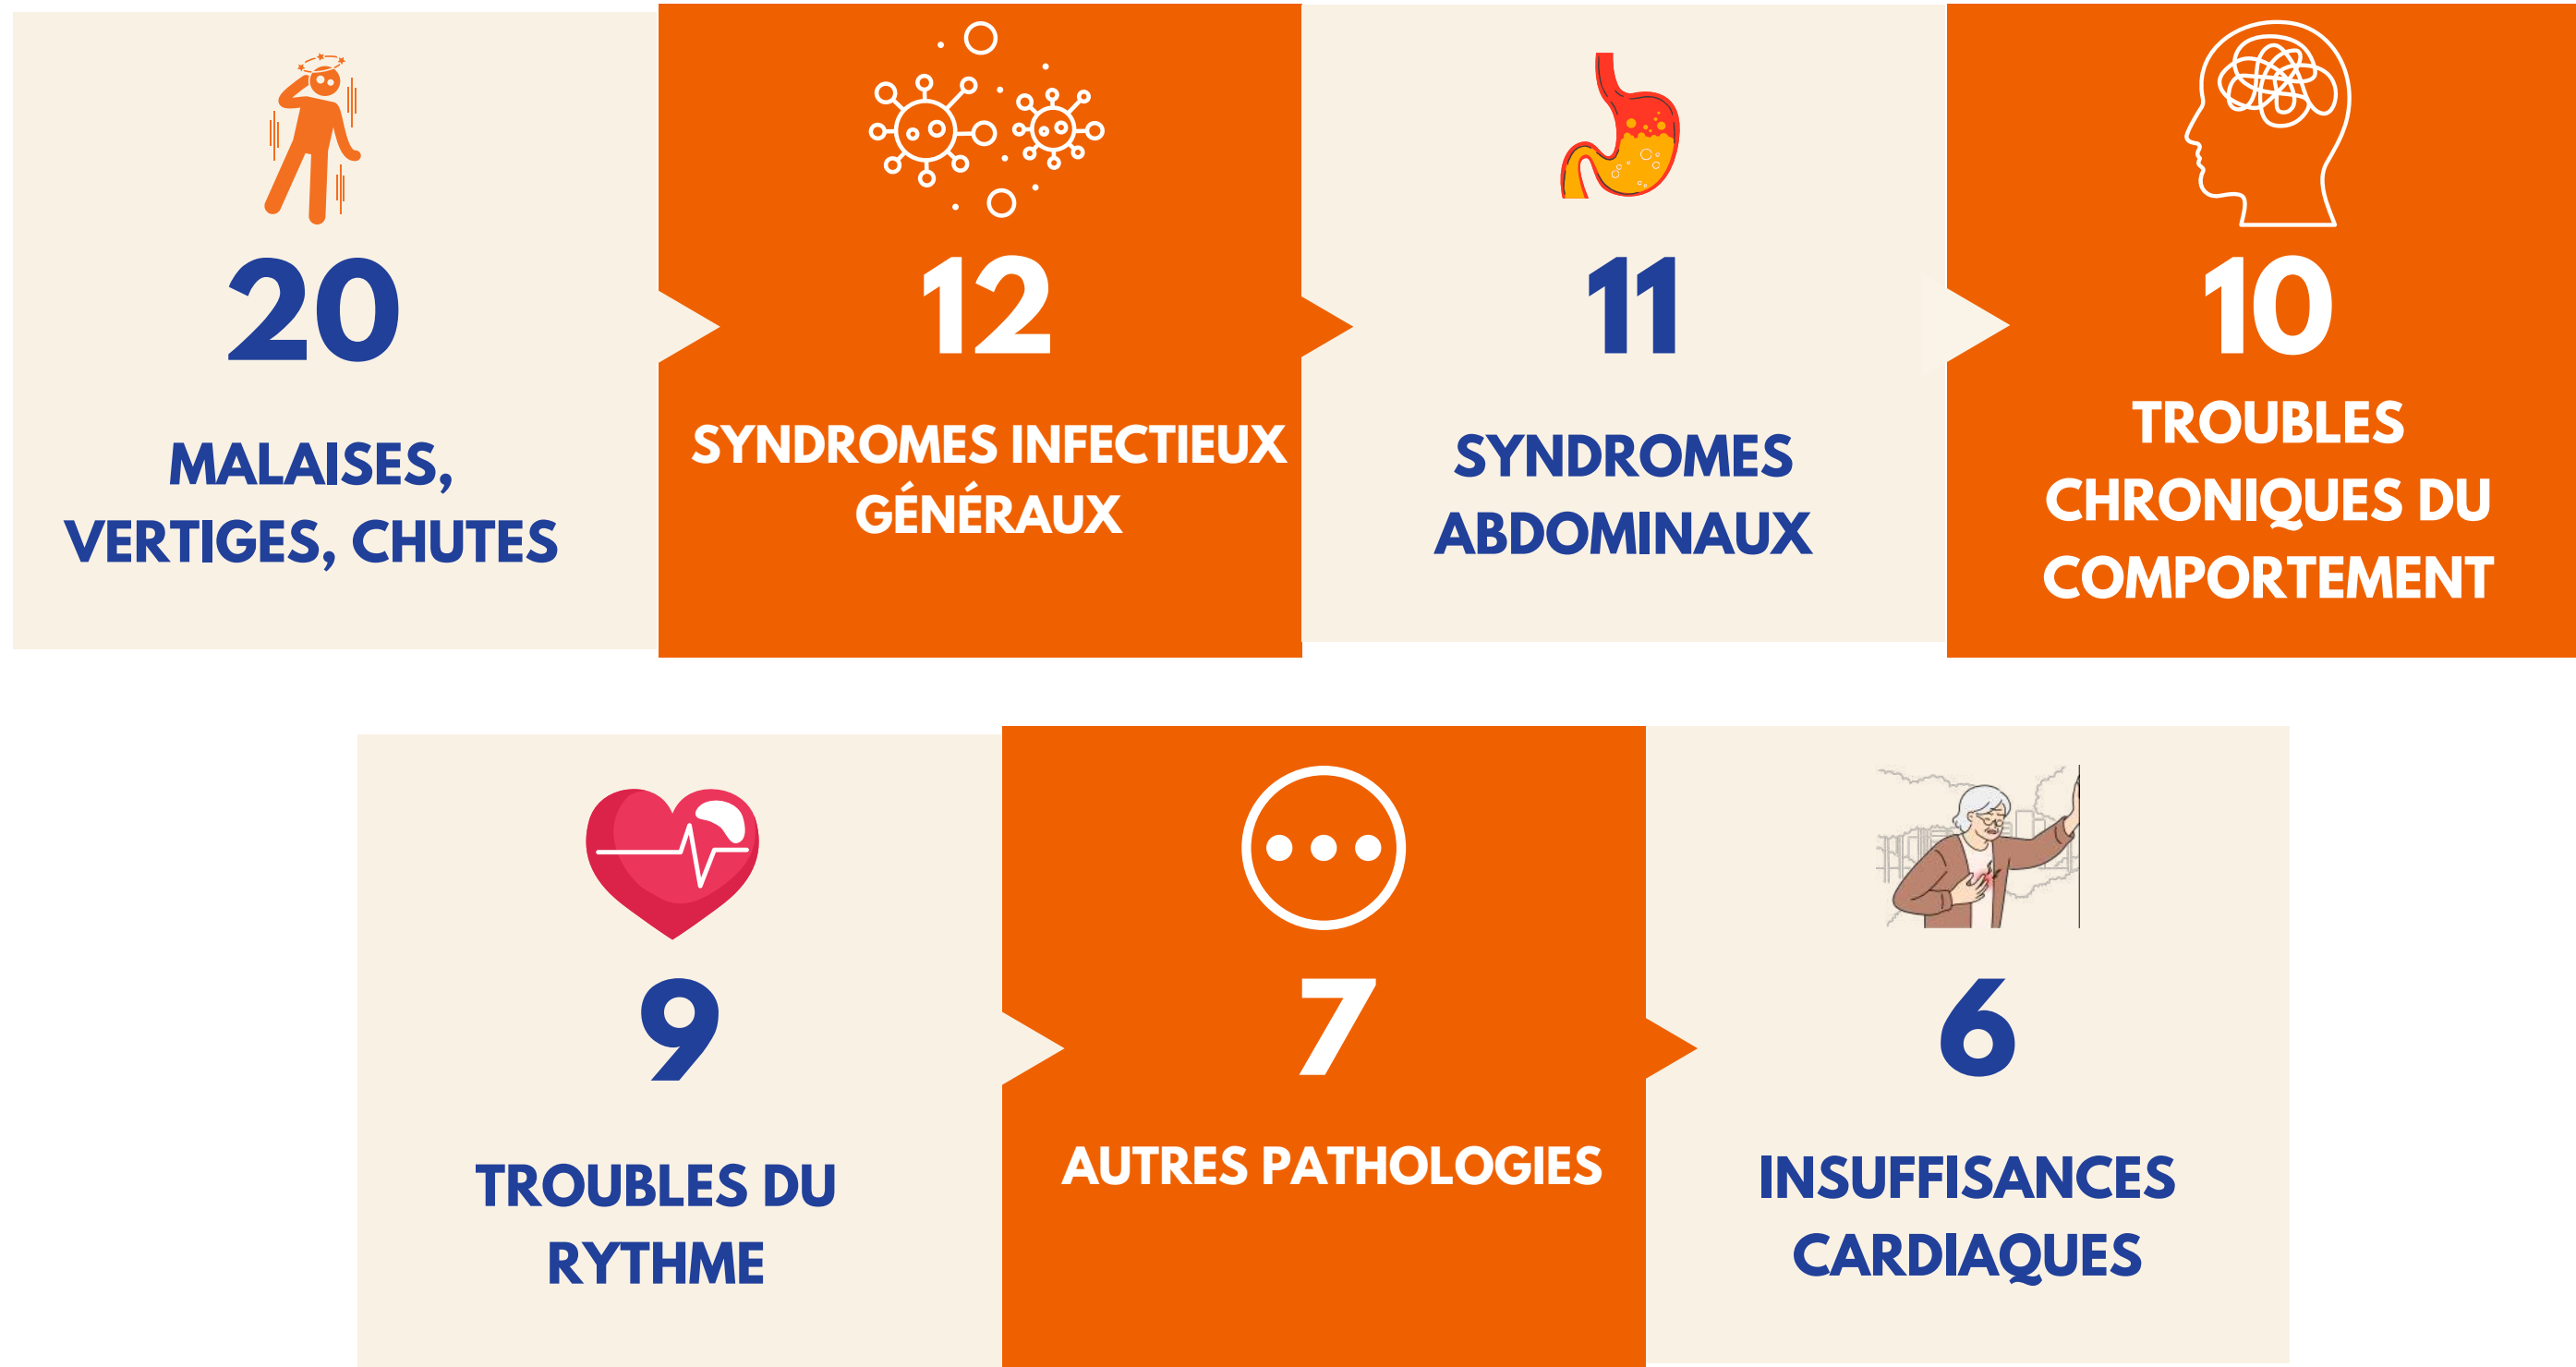 20
MALAISES,
VERTIGES, CHUTES
12
SYNDROMES INFECTIEUX
GÉNÉRAUX
11
SYNDROMES
ABDOMINAUX
10
TROUBLES
CHRONIQUES DU
COMPORTEMENT
9
TROUBLES DU
RYTHME
7
AUTRES PATHOLOGIES
6
INSUFFISANCES
CARDIAQUES